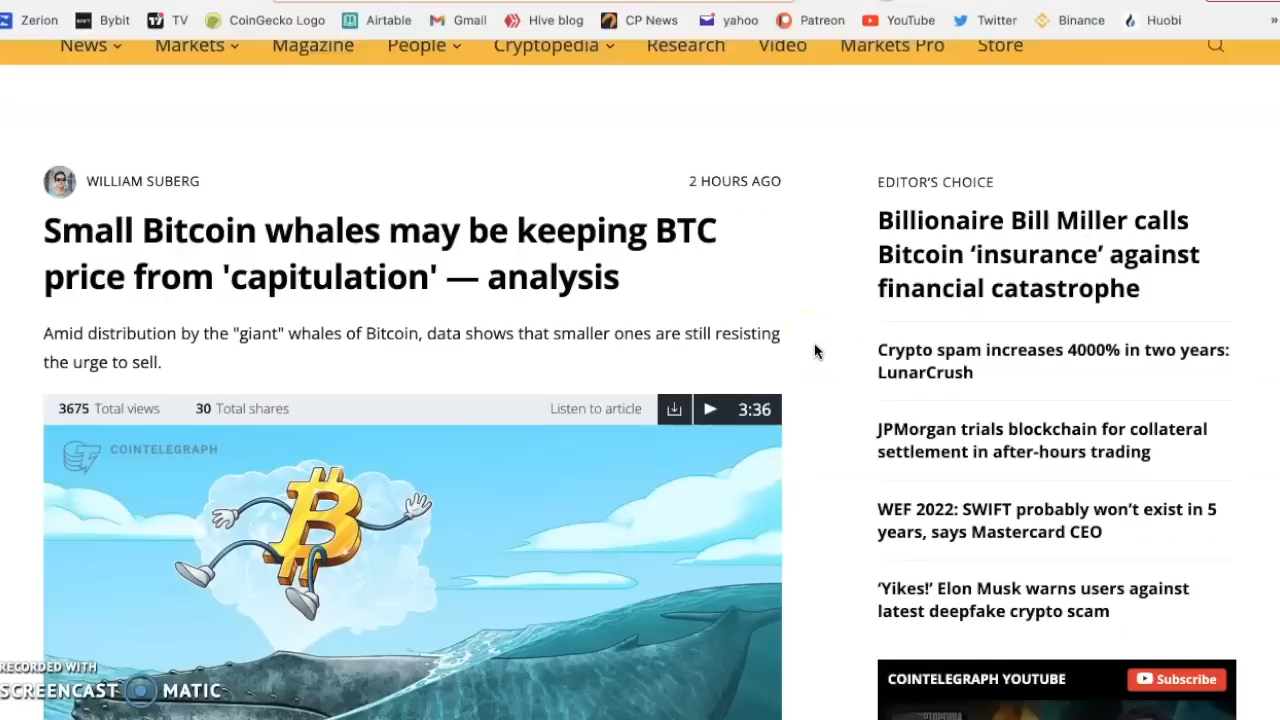 Zerion Bybit TV CoinGecko Logo Airtable Gmail Hive blog CP News yahoo Patreon YouTube Twitter Binance Huobi »
News Markets Magazine People Cryptopedia Research Video Markets Pro Store
WILLIAM SUBERG 2 HOURS AGO
Small Bitcoin whales may be keeping BTC
price from 'capitulation' — analysis
Amid distribution by the "giant" whales of Bitcoin, data shows that smaller ones are still resisting
the urge to sell.
3675 Total views 30 Total shares Listen to article 3:36
COINTELEGRAPH
EDITOR'S CHOICE
Billionaire Bill Miller calls
Bitcoin ‘insurance’ against
financial catastrophe
Crypto spam increases 4000% in two years:
LunarCrush
JPMorgan trials blockchain for collateral
settlement in after-hours trading
WEF 2022: SWIFT probably won’t exist in 5
years, says Mastercard CEO
‘Yikes!’ Elon Musk warns users against
latest deepfake crypto scam
COINTELEGRAPH YOUTUBE Subscribe
RECORDED WITH
SCREENCAST MATIC